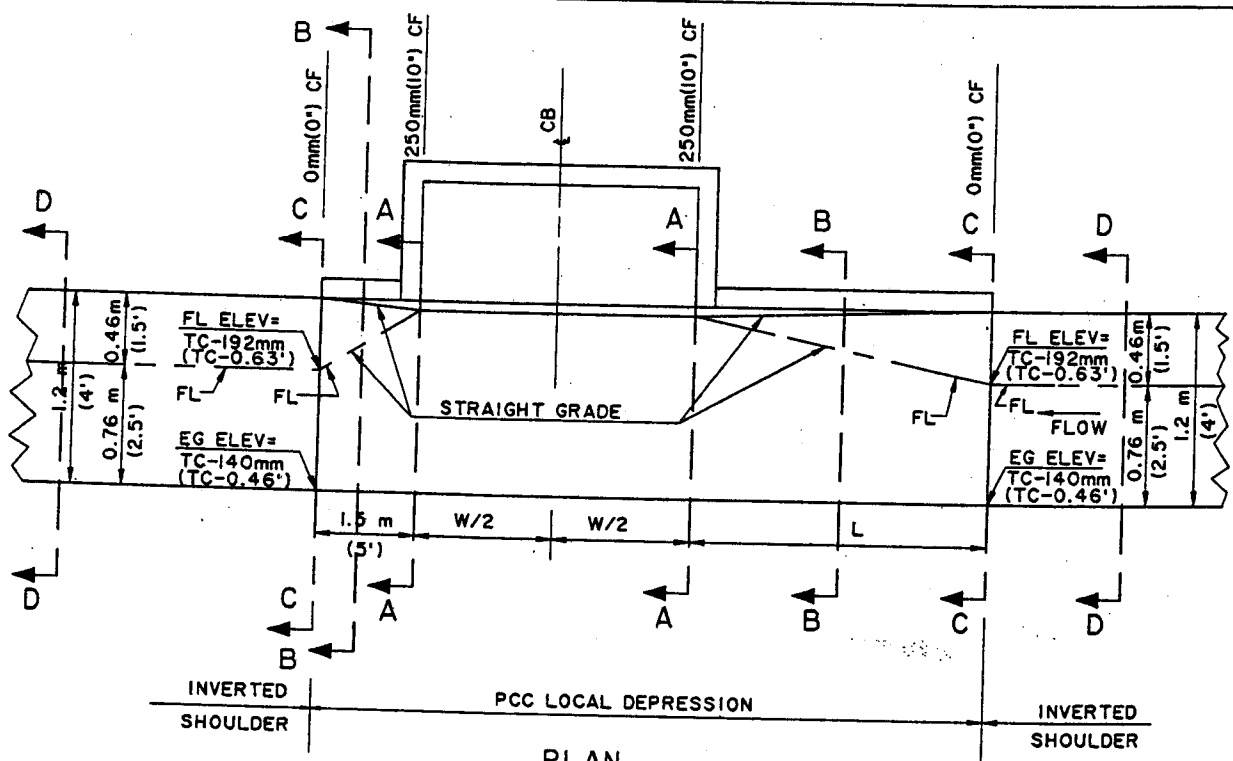 B
0mm(0") CF
250mm(10") CF
CB
250mm(10") CF
0mm(0") CF
D
C
A
A
B
C
D
1.2 m
(4')
0.46m
(1.5')
0.76 m
(2.5')
FL ELEV=
TC-192mm
(TC-0.63')
FL
FL
EG ELEV=
TC-140mm
(TC-0.46')
STRAIGHT GRADE
FL
FL ELEV=
TC-192mm
(TC-0.63')
FL
FLOW
EG ELEV=
TC-140mm
(TC-0.46')
0.46m
(1.5')
0.76 m
(2.5')
1.2 m
(4')
1.5 m
(5')
W/2
W/2
L
D
C
B
A
A
B
C
D
INVERTED
SHOULDER
PCC LOCAL DEPRESSION
INVERTED
SHOULDER
PLAN